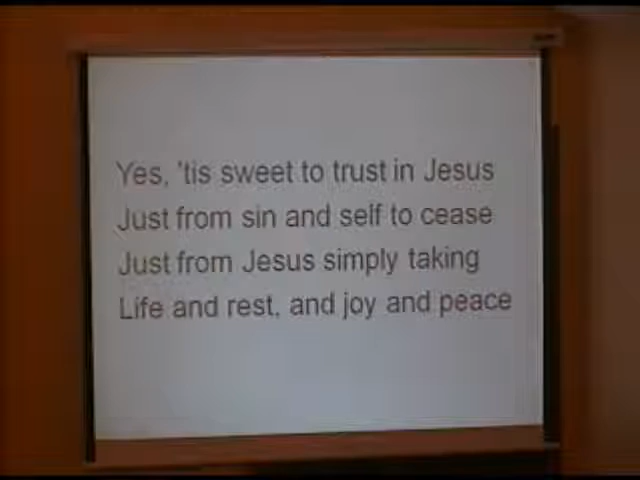 Yes, 'tis sweet to trust in Jesus
Just from sin and self to cease
Just from Jesus simply taking
Life and rest, and joy and peace